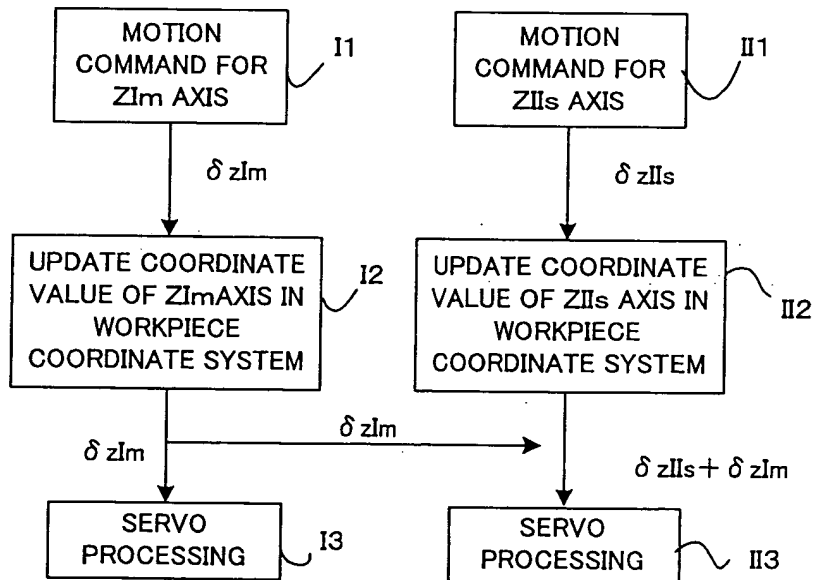 MOTION
COMMAND FOR
ZIm AXIS
I1
MOTION
COMMAND FOR
ZIIs AXIS
II1
δ zIm
δ zIIs
UPDATE COORDINATE
VALUE OF ZImAXIS IN
WORKPIECE
COORDINATE SYSTEM
I2
UPDATE COORDINATE
VALUE OF ZIIs AXIS IN
WORKPIECE
COORDINATE SYSTEM
II2
δ zIm
δ zIm
δ zIIs+ δ zIm
SERVO
PROCESSING
I3
SERVO
PROCESSING
II3